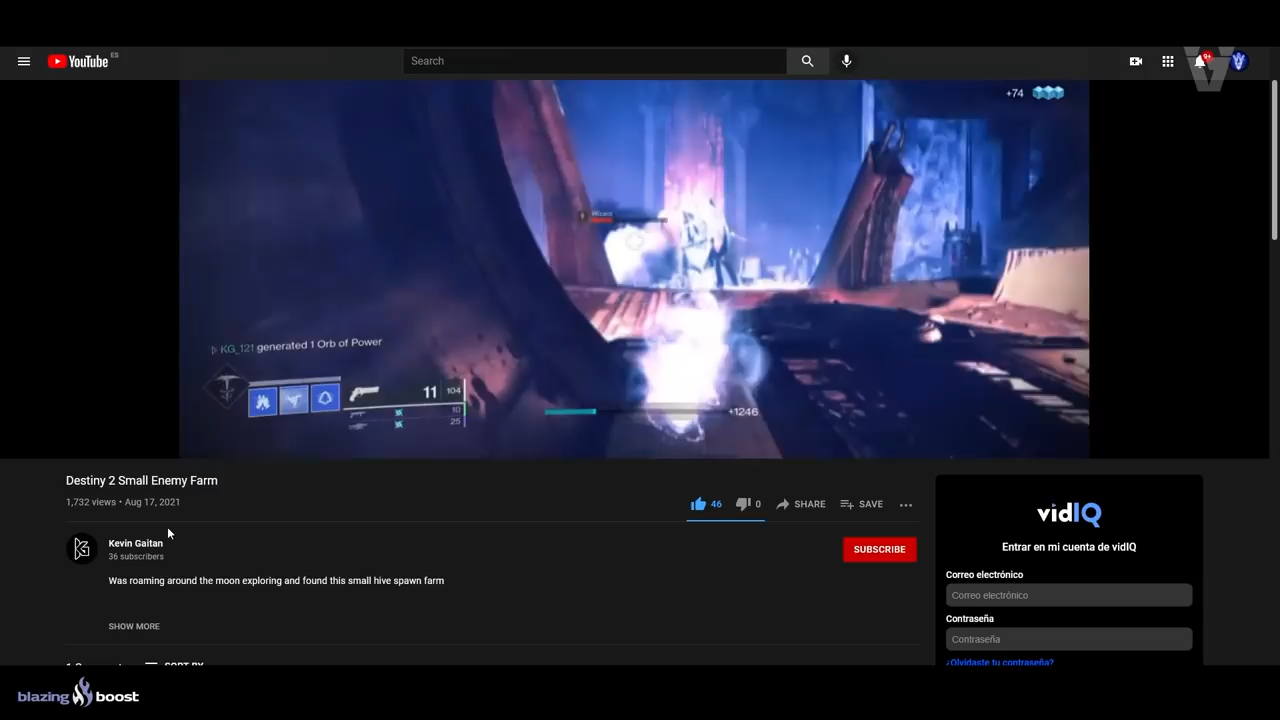 YouTube ES
Search
9+
+74
Wizard
KG_121 generated 1 Orb of Power
11 104
10
25
+1246
Destiny 2 Small Enemy Farm
1,732 views • Aug 17, 2021
46 0 SHARE SAVE
Kevin Gaitan
36 subscribers
SUBSCRIBE
Was roaming around the moon exploring and found this small hive spawn farm
SHOW MORE
SORT BY
vidIQ
Entrar en mi cuenta de vidIQ
Correo electrónico
Correo electrónico
Contraseña
Contraseña
¿Olvidaste tu contraseña?
blazing boost